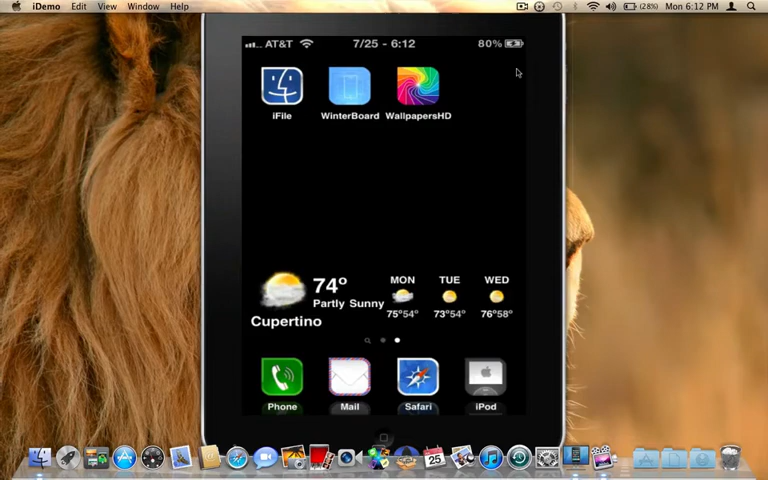 iDemo Edit View Window Help (28%) Mon 6:12 PM
AT&T 7/25 - 6:12 80%
iFile WinterBoard WallpapersHD
74° MON TUE WED
Partly Sunny
75°54° 73°54° 76°58°
Cupertino
Phone Mail Safari iPod
25